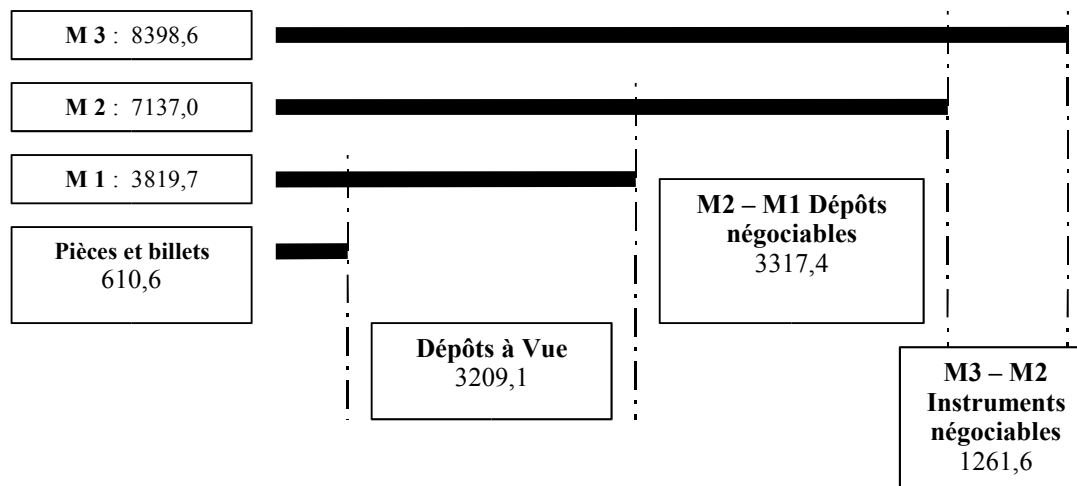 M 3 : 8398,6
M 2 : 7137,0
M 1 : 3819,7
Pièces et billets
610,6
M2 – M1 Dépôts
négociables
3317,4
Dépôts à Vue
3209,1
M3 – M2
Instruments
négociables
1261,6